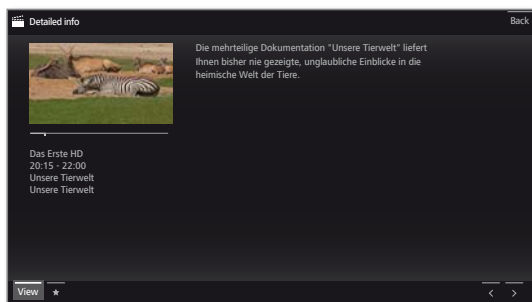 Detailed info
Back
Die mehrteilige Dokumentation "Unsere Tierwelt" liefert
Ihnen bisher nie gezeigte, unglaubliche Einblicke in die
heimische Welt der Tiere.
Das Erste HD
20:15 - 22:00
Unsere Tierwelt
Unsere Tierwelt
View